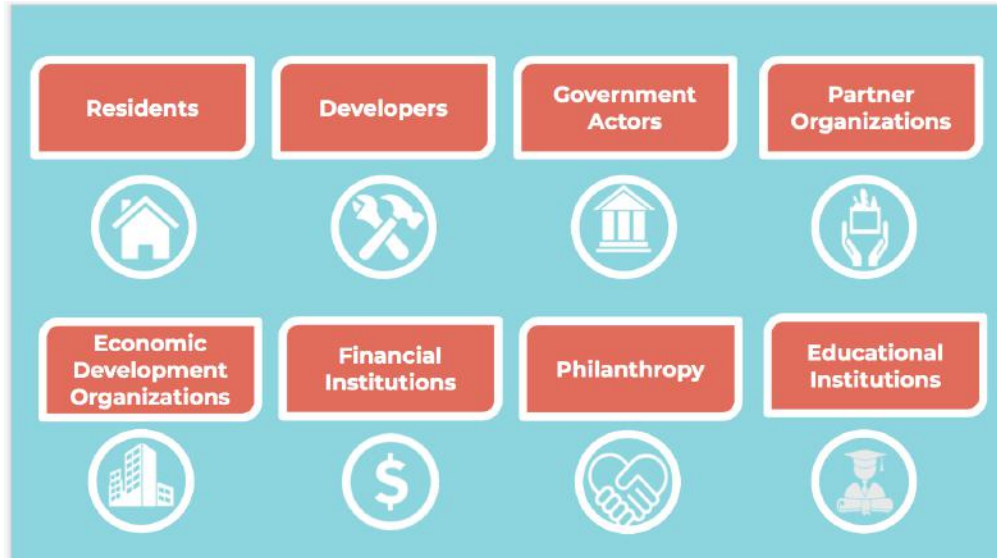 Residents
Developers
Government
Actors
Partner
Organizations
Economic
Development
Organizations
Financial
Institutions
Philanthropy
Educational
Institutions
$